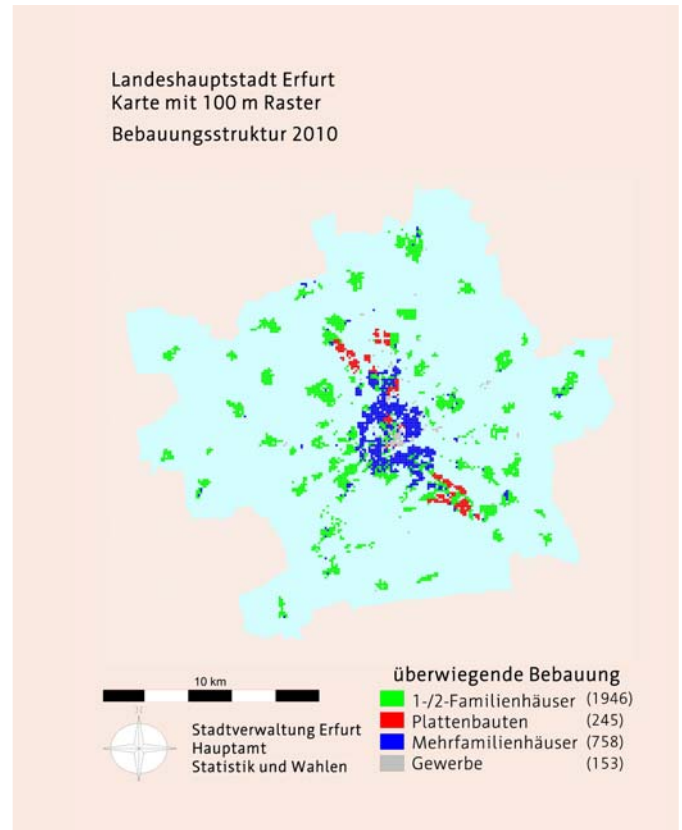 Landeshauptstadt Erfurt
Karte mit 100 m Raster
Bebauungsstruktur 2010
10 km
Stadtverwaltung Erfurt
Hauptamt
Statistik und Wahlen
überwiegende Bebauung
1-/2-Familienhäuser (1946)
Plattenbauten (245)
Mehrfamilienhäuser (758)
Gewerbe (153)